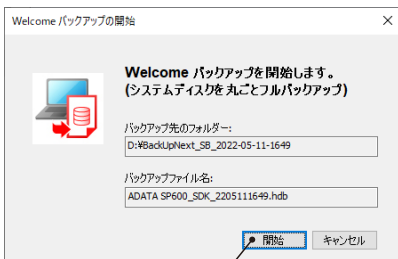 Welcome バックアップの開始
Welcome バックアップを開始します。
(システムディスクを丸ごとフルバックアップ)
バックアップ先のフォルダー:
D:¥BackUpNext_SB_2022-05-11-1649
バックアップファイル名:
ADATA SP600_SDK_2205111649.hdb
開始 キャンセル